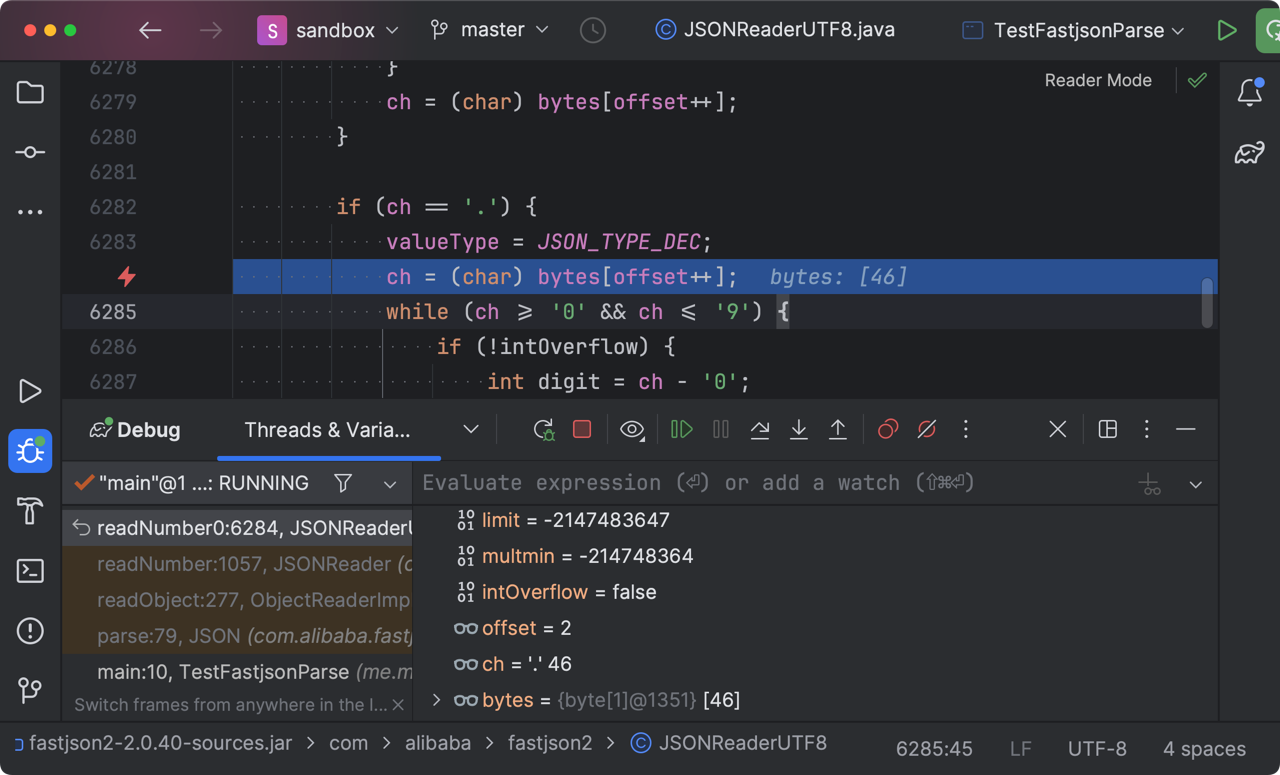 S sandbox master JSONReaderUTF8.java TestFastjsonParse
6278 }
Reader Mode
6279 ch = (char) bytes[offset++];
6280 }
6281
6282 if (ch == '.') {
6283 valueType = JSON_TYPE_DEC;
ch = (char) bytes[offset++]; bytes: [46]
6285 while (ch >= '0' && ch <= '9') {
6286 if (!intOverflow) {
6287 int digit = ch - '0';
Debug Threads & Varia...
"main"@1 ...: RUNNING
Evaluate expression (⏎) or add a watch (⇧⌘⏎)
readNumber0:6284, JSONReaderU
readNumber:1057, JSONReader (c
readObject:277, ObjectReaderImp
parse:79, JSON (com.alibaba.fastj
main:10, TestFastjsonParse (me.m
Switch frames from anywhere in the I...
limit = -2147483647
multmin = -214748364
intOverflow = false
offset = 2
ch = '.' 46
bytes = {byte[1]@1351} [46]
fastjson2-2.0.40-sources.jar > com > alibaba > fastjson2 > JSONReaderUTF8 6285:45 LF UTF-8 4 spaces